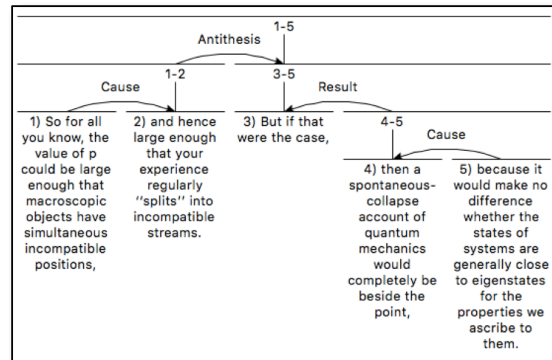 1-5
Antithesis
1-2
3-5
Cause
Result
1) So for all
you know, the
value of p
could be large
enough that
macroscopic
objects have
simultaneous
incompatible
positions,
2) and hence
large enough
that your
experience
regularly
"splits" into
incompatible
streams.
3) But if that
were the case,
4-5
Cause
4) then a
spontaneous-
collapse
account of
quantum
mechanics
would
completely be
beside the
point,
5) because it
would make no
difference
whether the
states of
systems are
generally close
to eigenstates
for the
properties we
ascribe to
them.